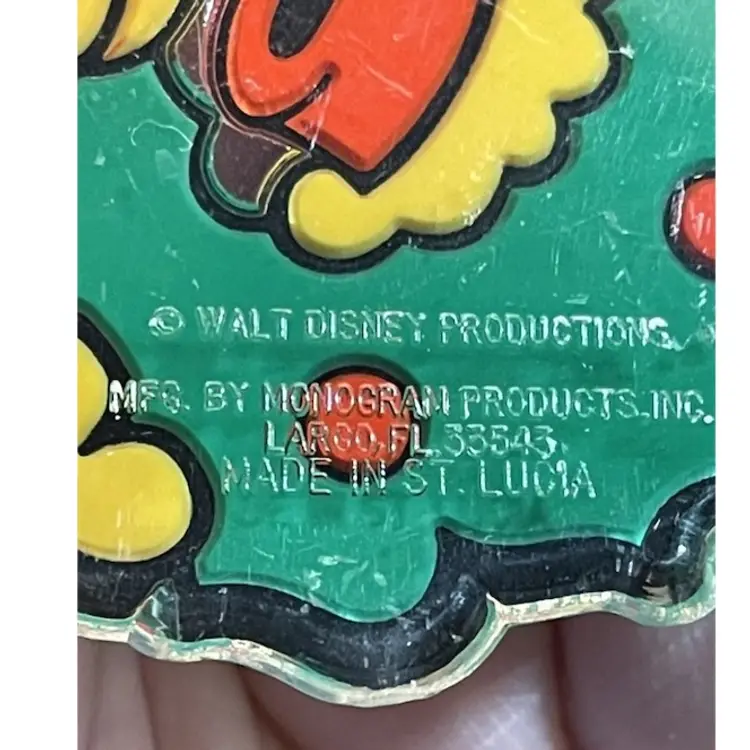 © WALT DISNEY PRODUCTIONS
MFG. BY MONOGRAM PRODUCTS.INC.
LARGO, FL. 33543
MADE IN ST. LUCIA